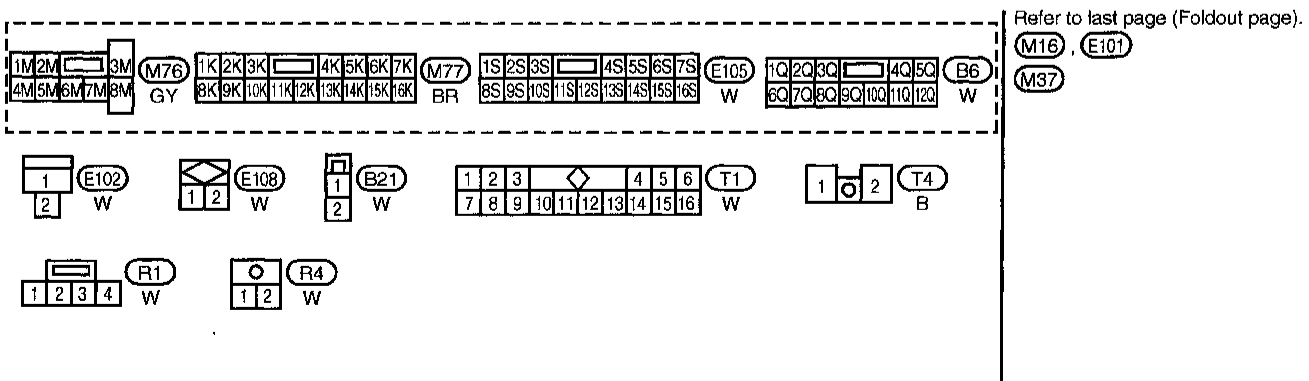 Refer to last page (Foldout page).
M16 , E101
M37
1M 2M 3M M76 1K 2K 3K 4K 5K 6K 7K M77 1S 2S 3S 4S 5S 6S 7S E105 1Q 2Q 3Q 4Q 5Q B6
4M 5M 6M 7M 8M GY 8K 9K 10K 11K 12K 13K 14K 15K 16K BR 8S 9S 10S 11S 12S 13S 14S 15S 16S W 6Q 7Q 8Q 9Q 10Q 11Q 12Q W
1 E102 E108 1 B21 1 2 3 4 5 6 T1 1 2 T4
2 W 1 2 W 2 W 7 8 9 10 11 12 13 14 15 16 W B
R1 R4
1 2 3 4 W 1 2 W